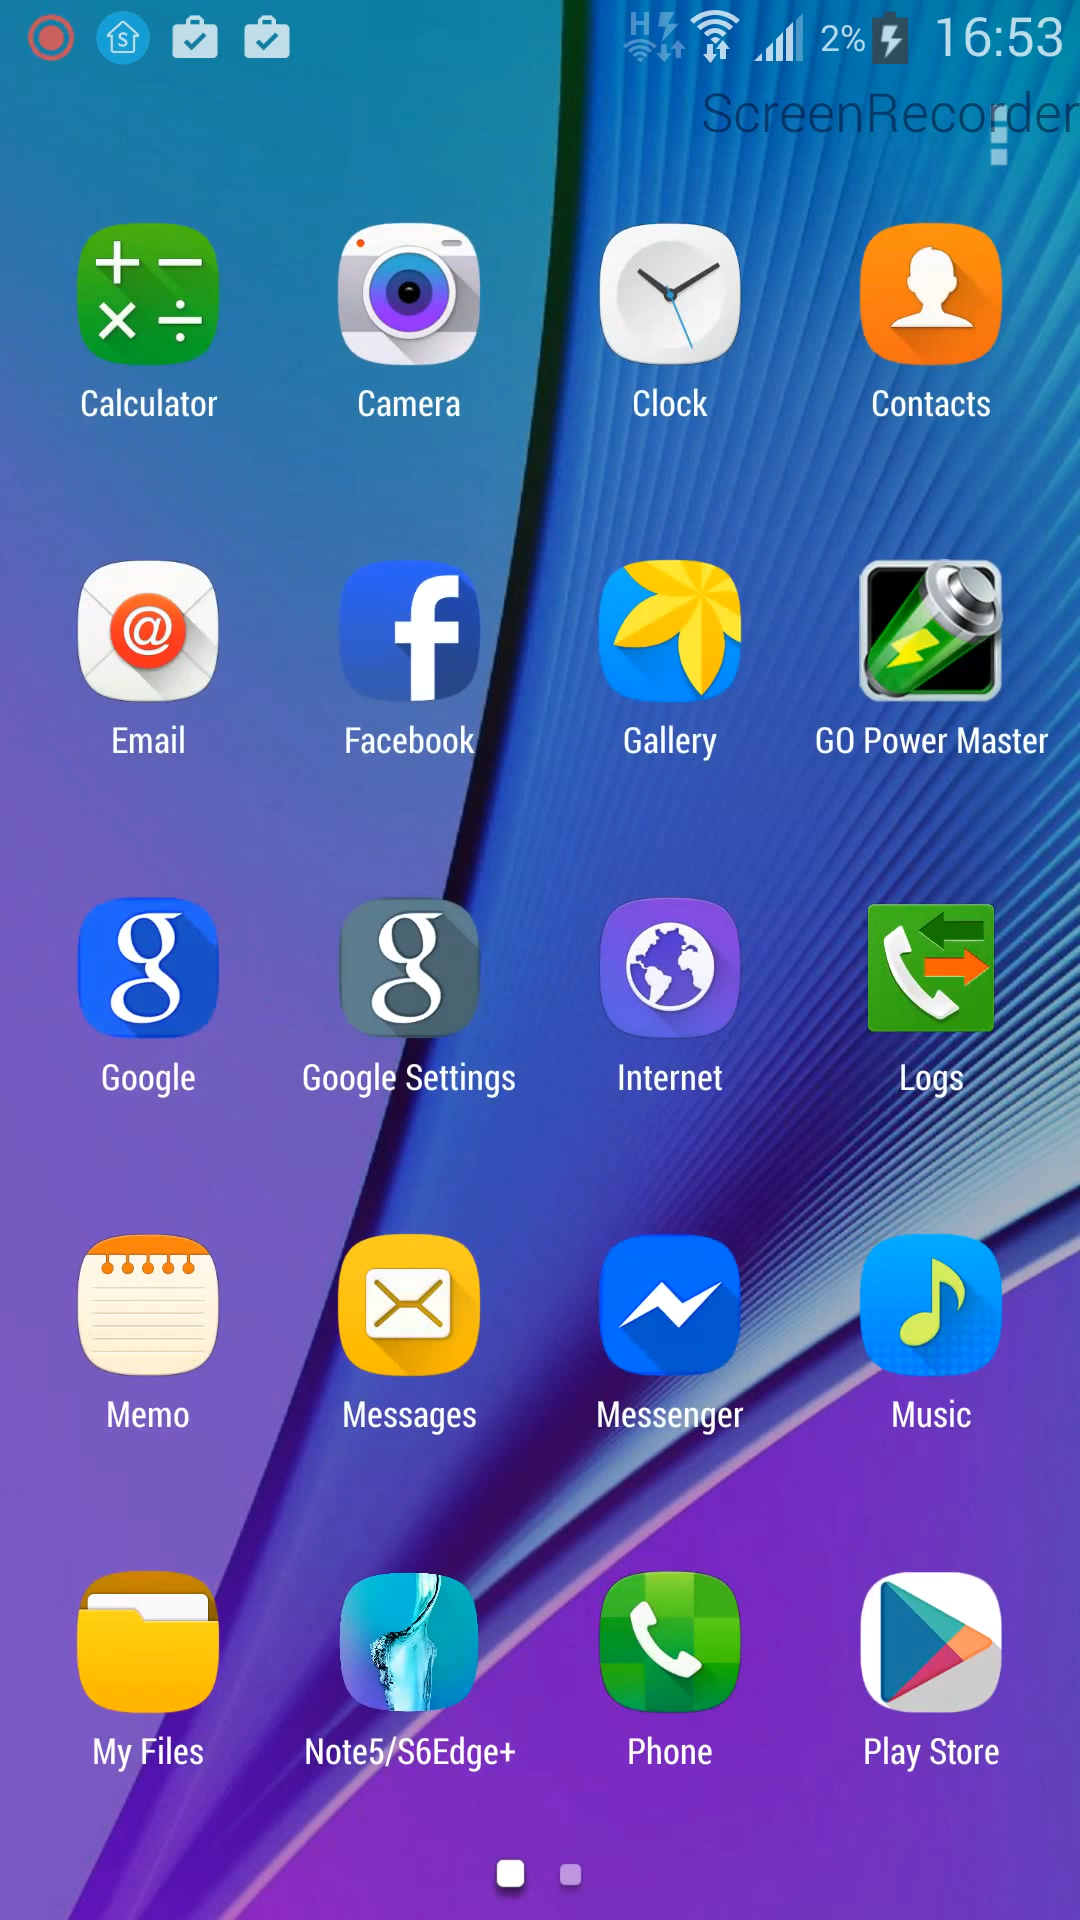 2% 16:53
ScreenRecorder
Calculator Camera Clock Contacts
Email Facebook Gallery GO Power Master
Google Google Settings Internet Logs
Memo Messages Messenger Music
My Files Note5/S6Edge+ Phone Play Store